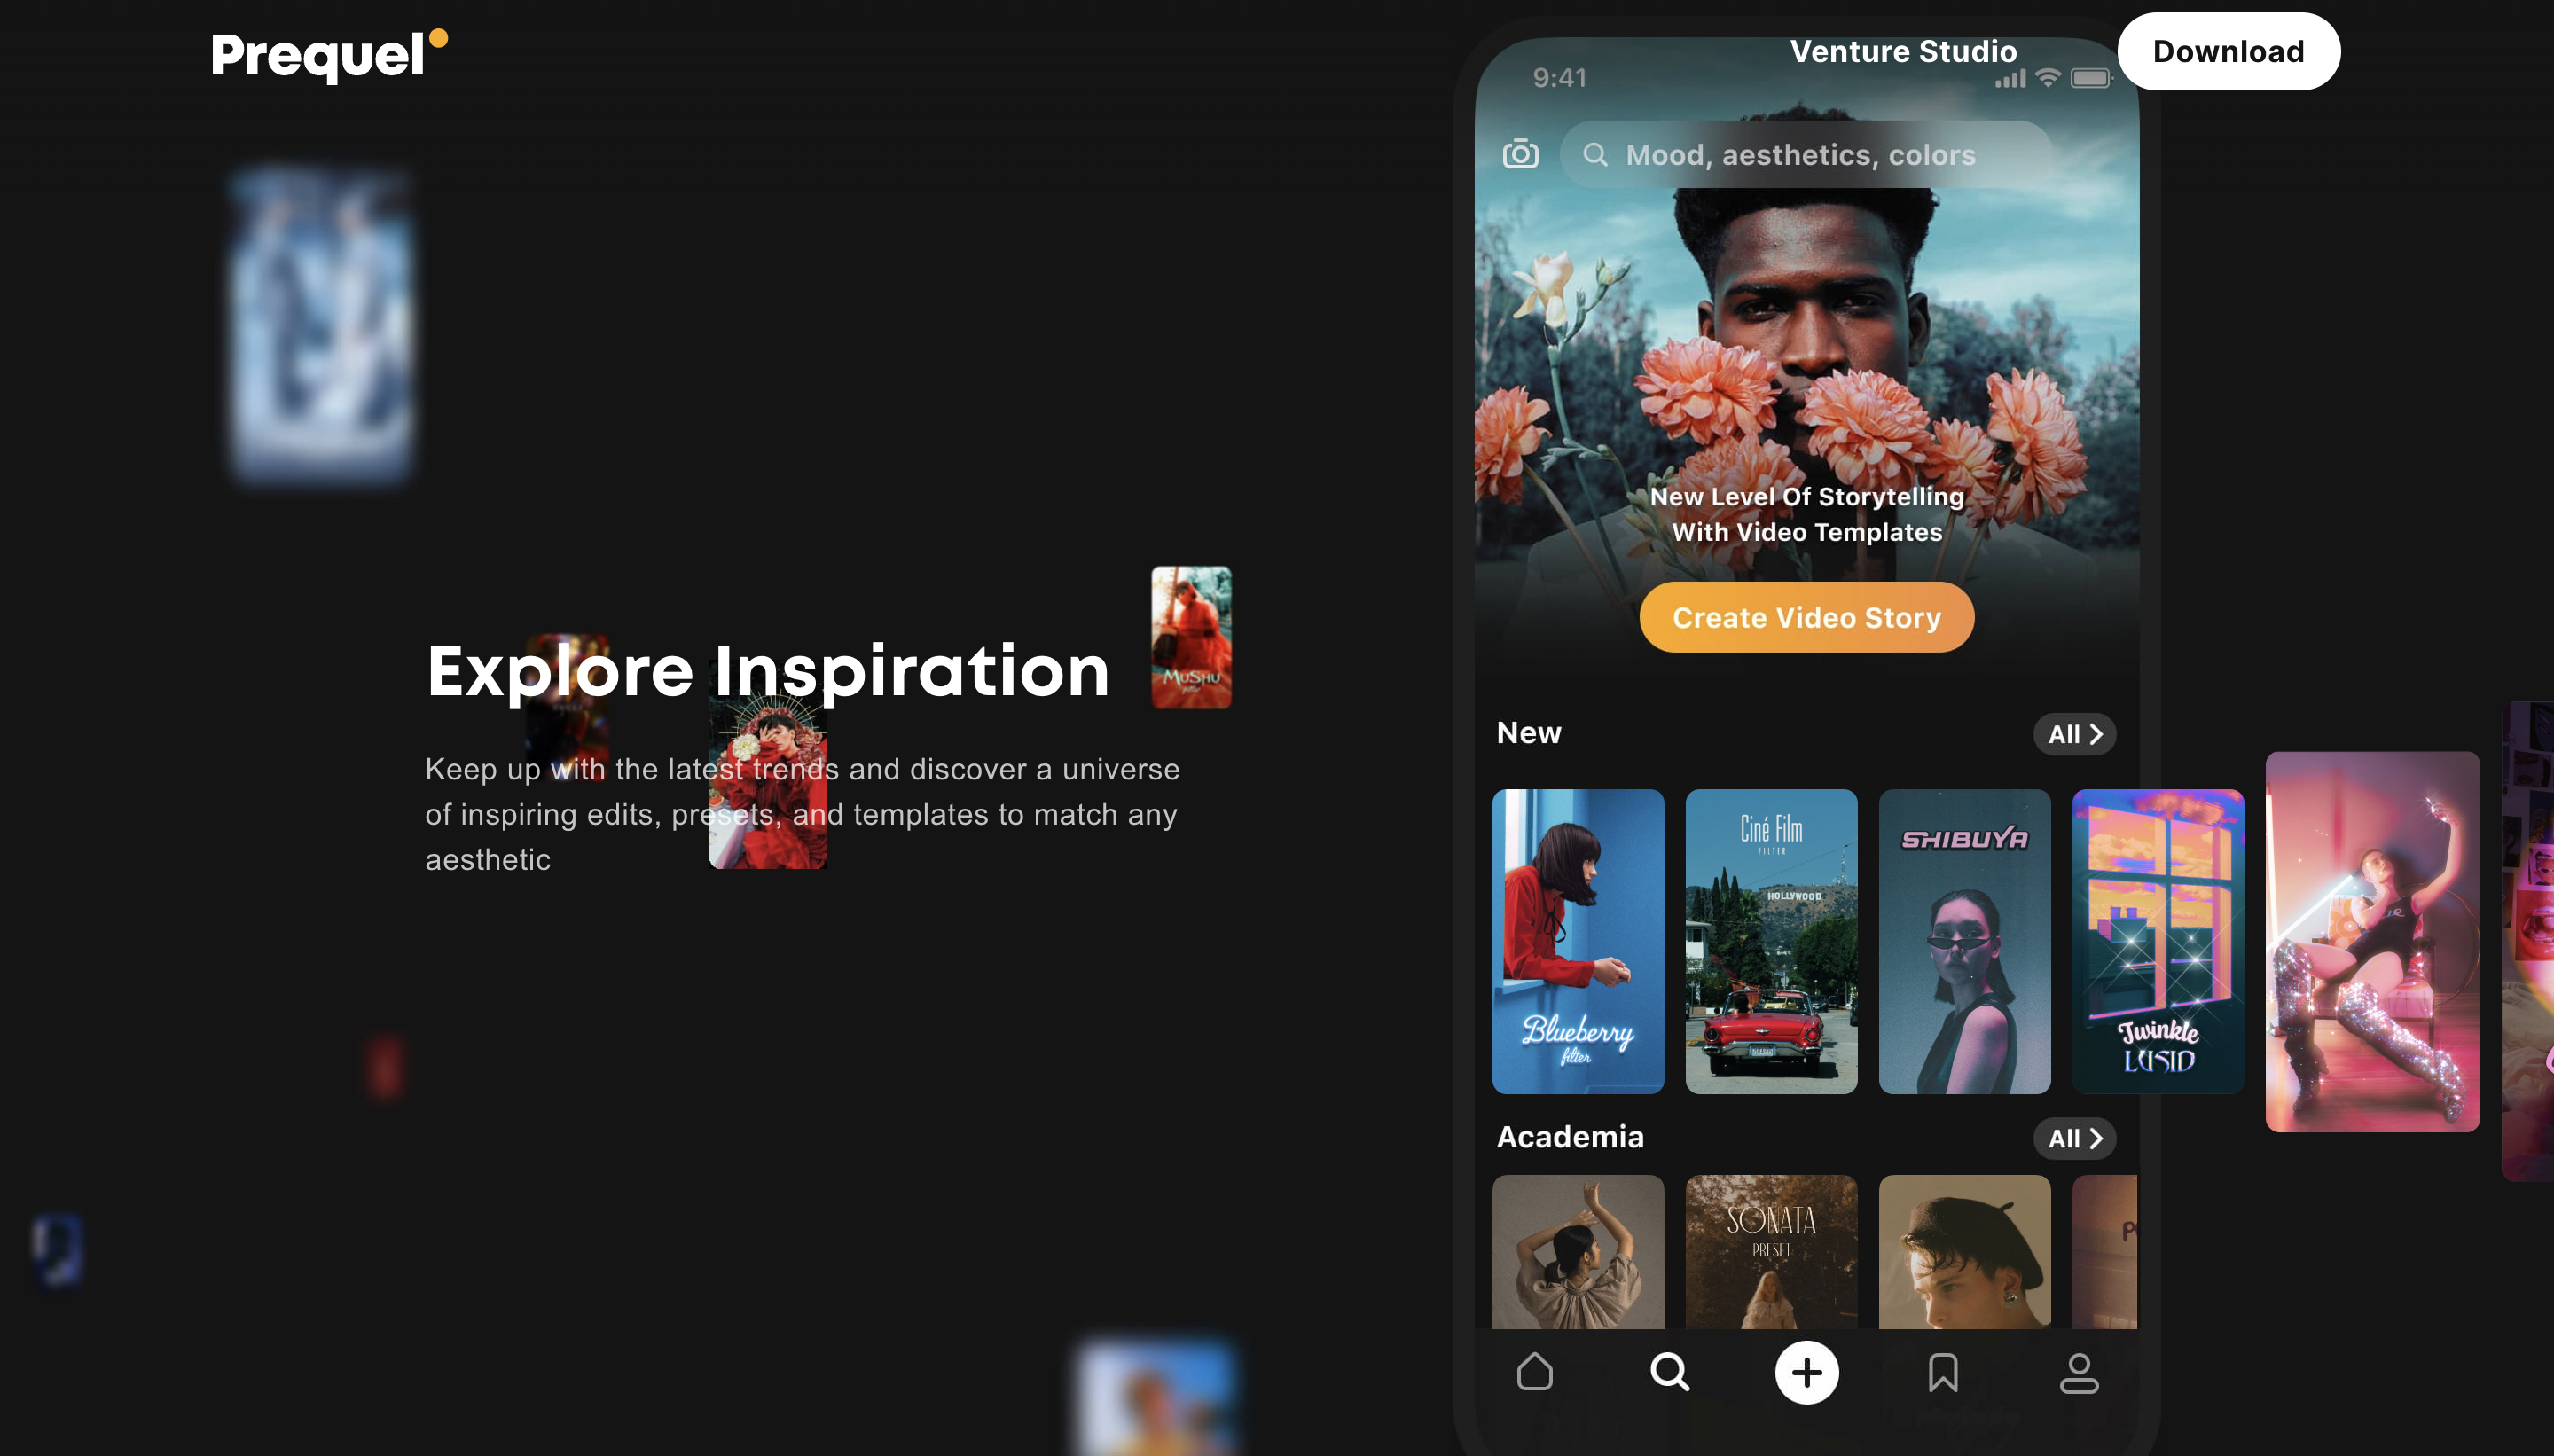 Prequel
Venture Studio
Download
9:41
Mood, aesthetics, colors
New Level Of Storytelling
With Video Templates
Create Video Story
Explore Inspiration
MUSHU
Keep up with the latest trends and discover a universe
of inspiring edits, presets, and templates to match any
aesthetic
New
All
Blueberry
filter
Ciné Film
FILTER
HOLLYWOOD
SHIBUYA
Twinkle
LUSID
Academia
All
SONATA
PRESET